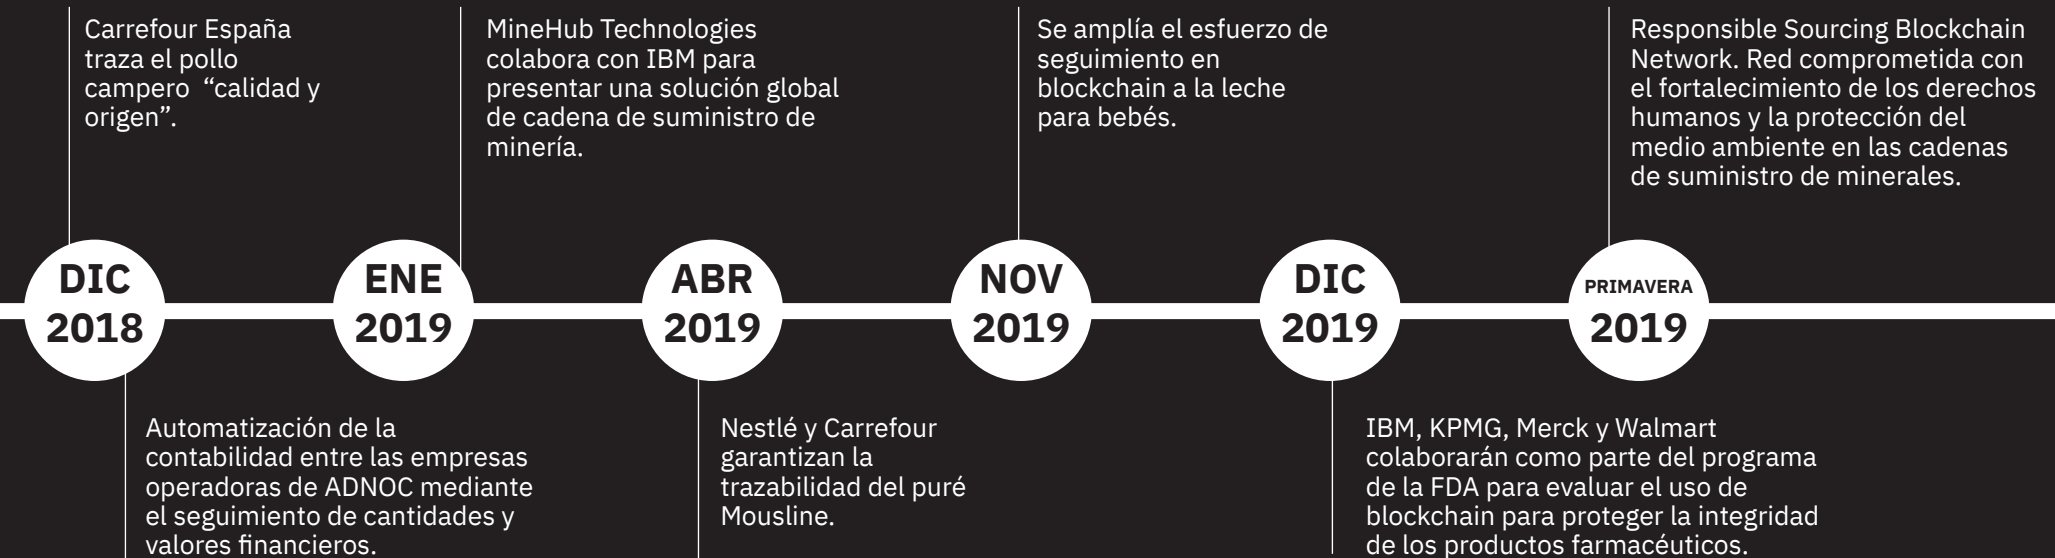 Carrefour España
traza el pollo
campero “calidad y
origen”.
MineHub Technologies
colabora con IBM para
presentar una solución global
de cadena de suministro de
minería.
Se amplía el esfuerzo de
seguimiento en
blockchain a la leche
para bebés.
Responsible Sourcing Blockchain
Network. Red comprometida con
el fortalecimiento de los derechos
humanos y la protección del
medio ambiente en las cadenas
de suministro de minerales.
DIC
2018
ENE
2019
ABR
2019
NOV
2019
DIC
2019
PRIMAVERA
2019
Automatización de la
contabilidad entre las empresas
operadoras de ADNOC mediante
el seguimiento de cantidades y
valores financieros.
Nestlé y Carrefour
garantizan la
trazabilidad del puré
Mousline.
IBM, KPMG, Merck y Walmart
colaborarán como parte del programa
de la FDA para evaluar el uso de
blockchain para proteger la integridad
de los productos farmacéuticos.